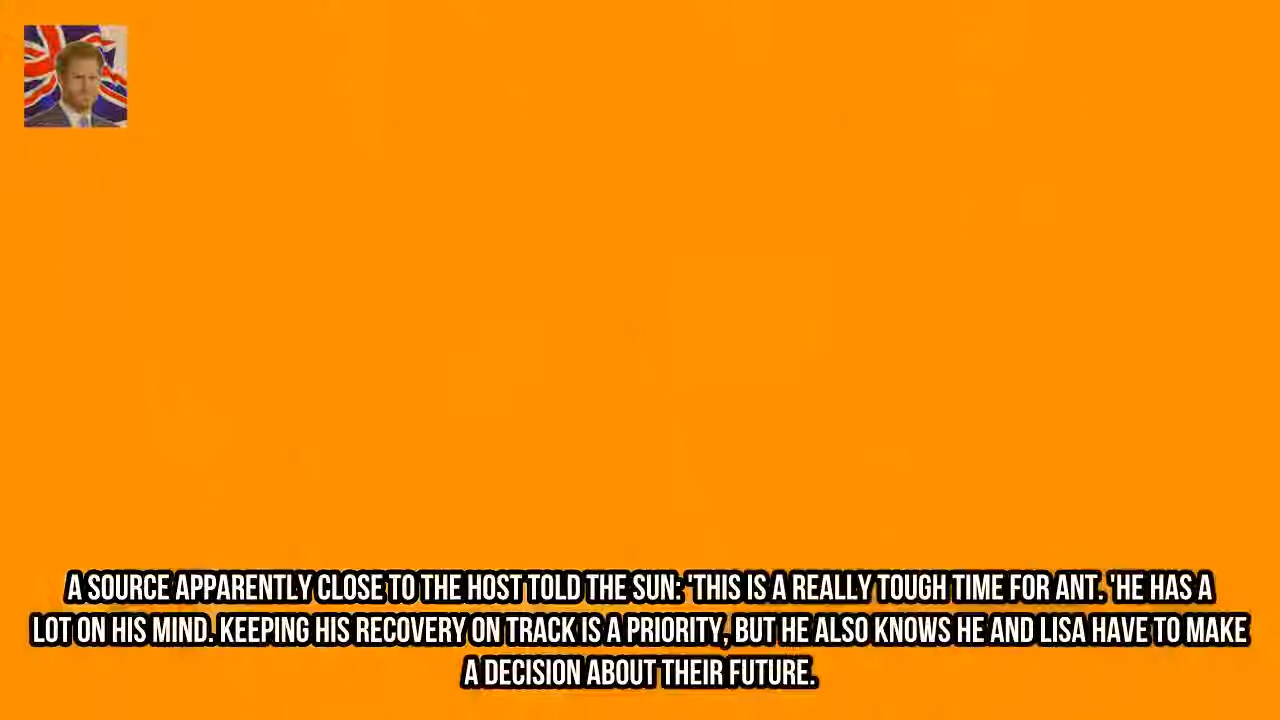 A SOURCE APPARENTLY CLOSE TO THE HOST TOLD THE SUN: 'THIS IS A REALLY TOUGH TIME FOR ANT. 'HE HAS A
LOT ON HIS MIND. KEEPING HIS RECOVERY ON TRACK IS A PRIORITY, BUT HE ALSO KNOWS HE AND LISA HAVE TO MAKE
A DECISION ABOUT THEIR FUTURE.